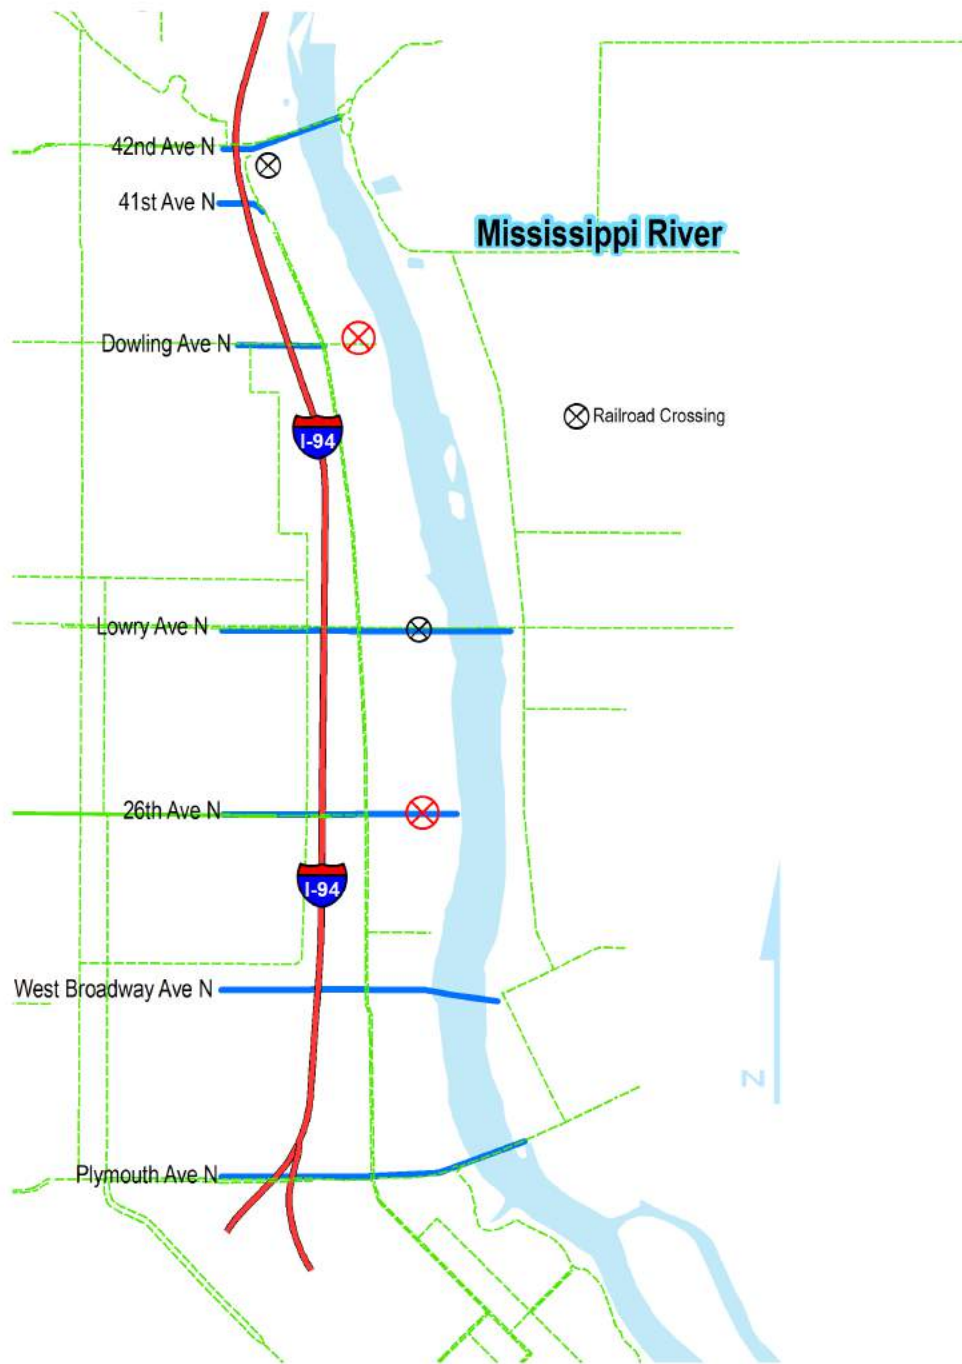 42nd Ave N
41st Ave N
Mississippi River
Dowling Ave N
Railroad Crossing
I-94
Lowry Ave N
26th Ave N
I-94
West Broadway Ave N
N
Plymouth Ave N